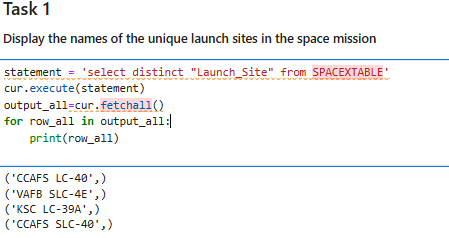 Task 1
Display the names of the unique launch sites in the space mission
statement = 'select distinct "Launch_Site" from SPACEXTABLE'
cur.execute(statement)
output_all=cur.fetchall()
for row_all in output_all:
    print(row_all)
('CCAFS LC-40',)
('VAFB SLC-4E',)
('KSC LC-39A',)
('CCAFS SLC-40',)